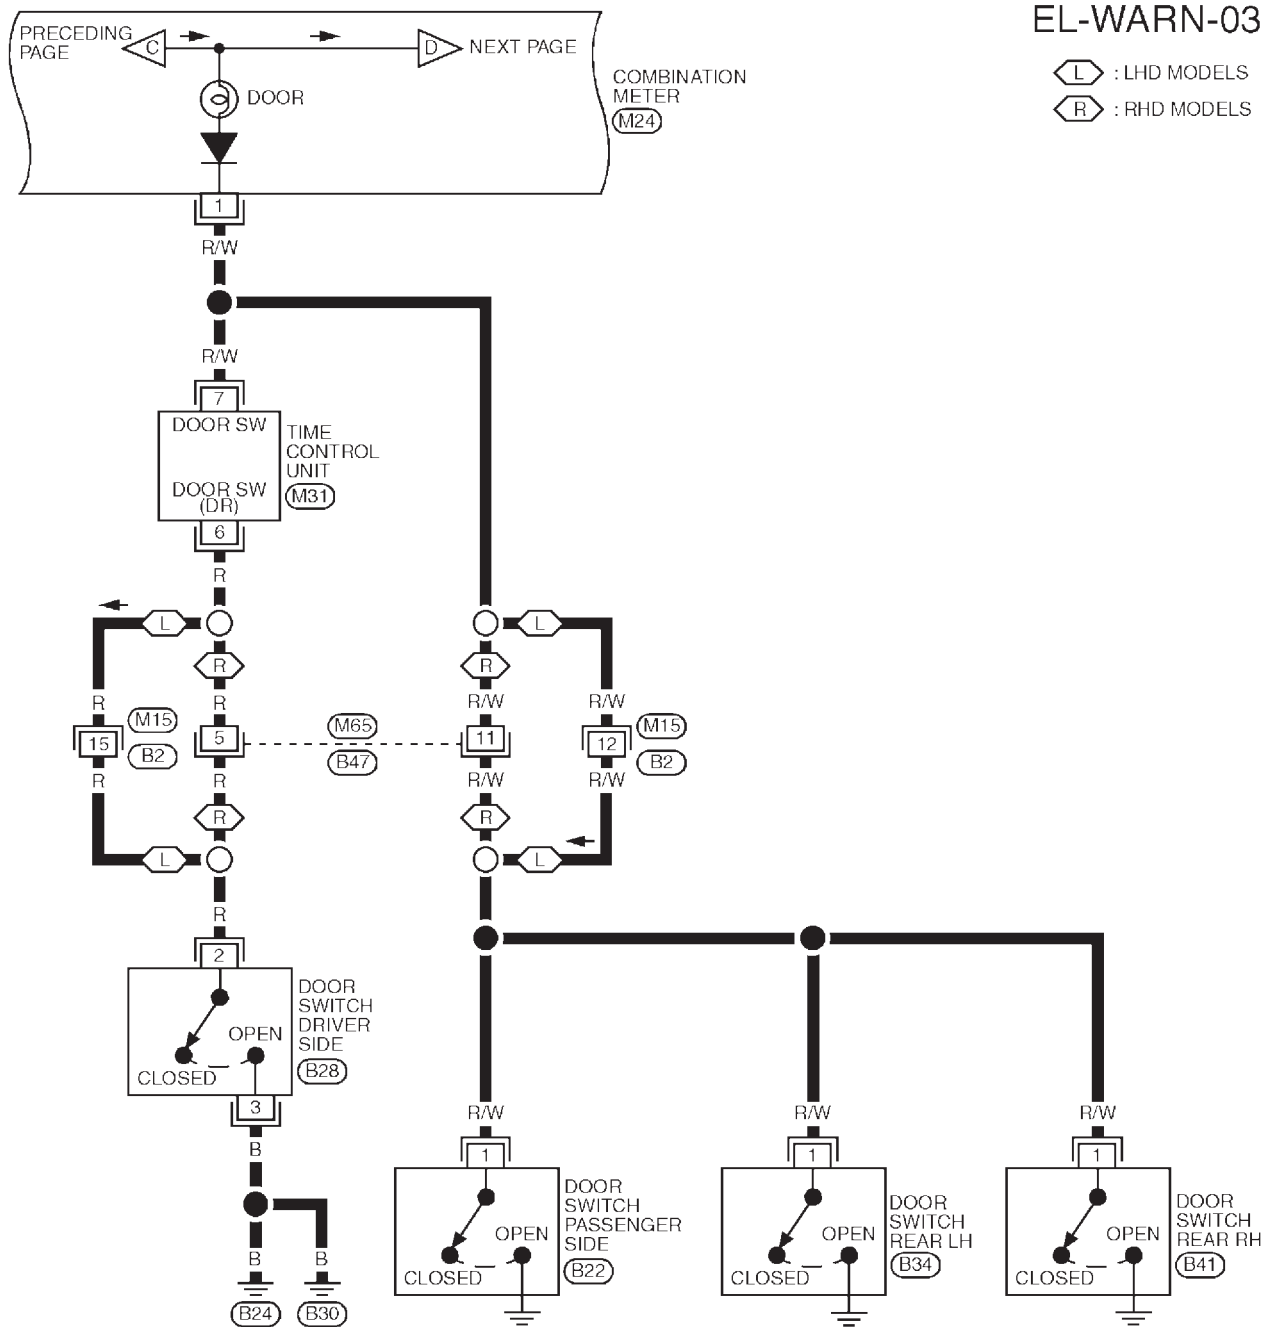 EL-WARN-03
L : LHD MODELS
R : RHD MODELS
PRECEDING
PAGE
C
D
NEXT PAGE
DOOR
COMBINATION
METER
M24
1
R/W
R/W
7
DOOR SW
DOOR SW
(DR)
TIME
CONTROL
UNIT
M31
6
R
L
L
R
R
R
R
R/W
R/W
15
M15
B2
5
M65
B47
11
12
M15
B2
R
R
R/W
R/W
R
R
L
L
R
2
DOOR
SWITCH
DRIVER
SIDE
B28
OPEN
CLOSED
3
B
B
B
B24
B30
R/W
R/W
R/W
1
1
1
DOOR
SWITCH
PASSENGER
SIDE
B22
OPEN
CLOSED
DOOR
SWITCH
REAR LH
B34
OPEN
CLOSED
DOOR
SWITCH
REAR RH
B41
OPEN
CLOSED